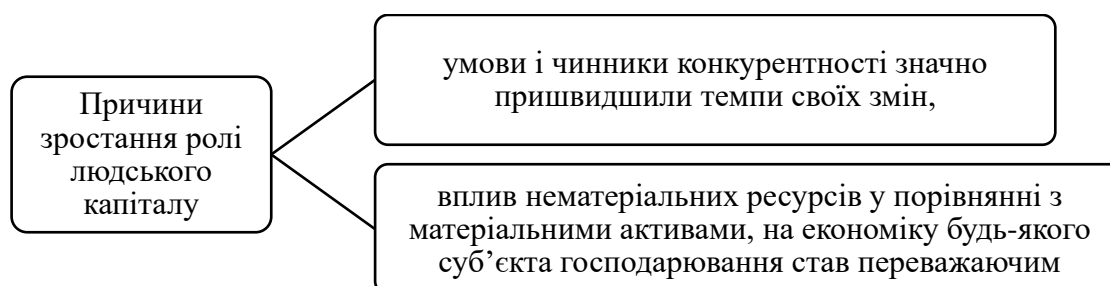 Причини
зростання ролі
людського
капіталу
умови і чинники конкурентності значно
пришвидшили темпи своїх змін,
вплив нематеріальних ресурсів у порівнянні з
матеріальними активами, на економіку будь-якого
суб’єкта господарювання став переважаючим